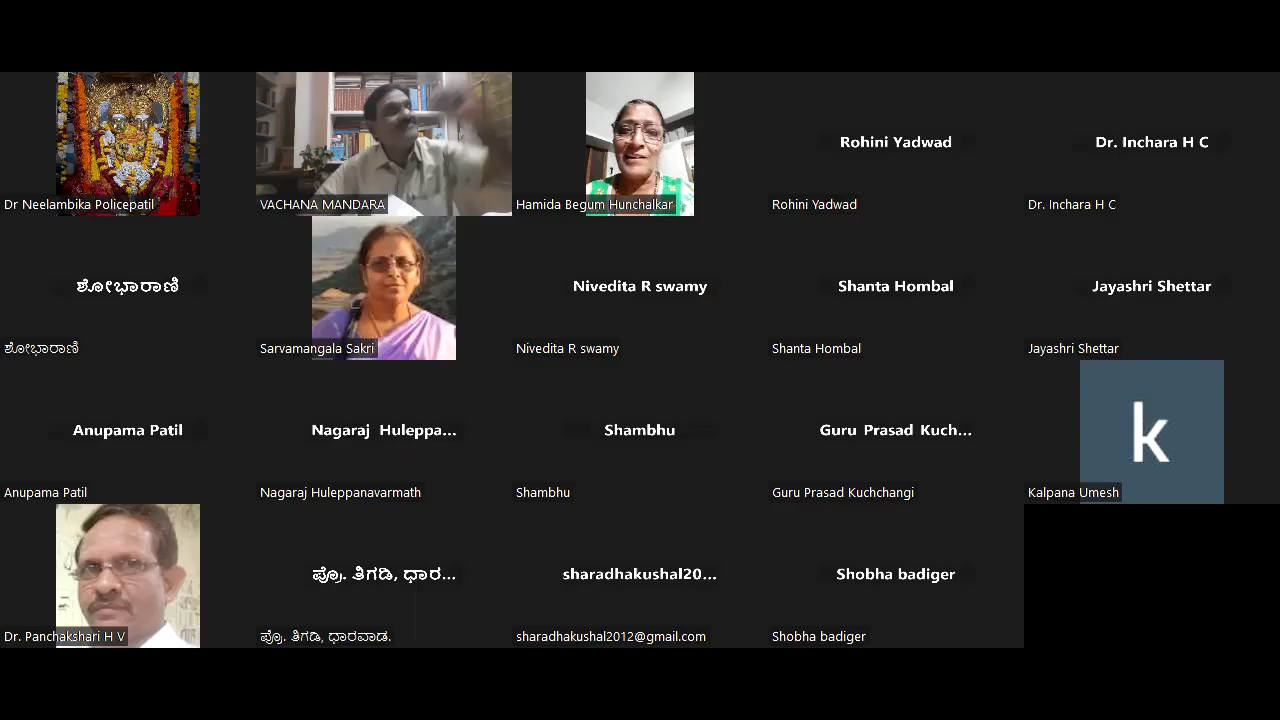 Dr Neelambika Policepatil
VACHANA MANDARA
Hamida Begum Hunchalkar
Rohini Yadwad
Rohini Yadwad
Dr. Inchara H C
Dr. Inchara H C
ಶೋಭಾರಾಣಿ
ಶೋಭಾರಾಣಿ
Sarvamangala Sakri
Nivedita R swamy
Nivedita R swamy
Shanta Hombal
Shanta Hombal
Jayashri Shettar
Jayashri Shettar
Anupama Patil
Anupama Patil
Nagaraj Huleppa...
Nagaraj Huleppanavarmath
Shambhu
Shambhu
Guru Prasad Kuch...
Guru Prasad Kuchchangi
k
Kalpana Umesh
Dr. Panchakshari H V
ಪ್ರೊ. ತಿಗಡಿ, ಧಾರ...
ಪ್ರೊ. ತಿಗಡಿ, ಧಾರವಾಡ.
sharadhakushal20...
sharadhakushal2012@gmail.com
Shobha badiger
Shobha badiger